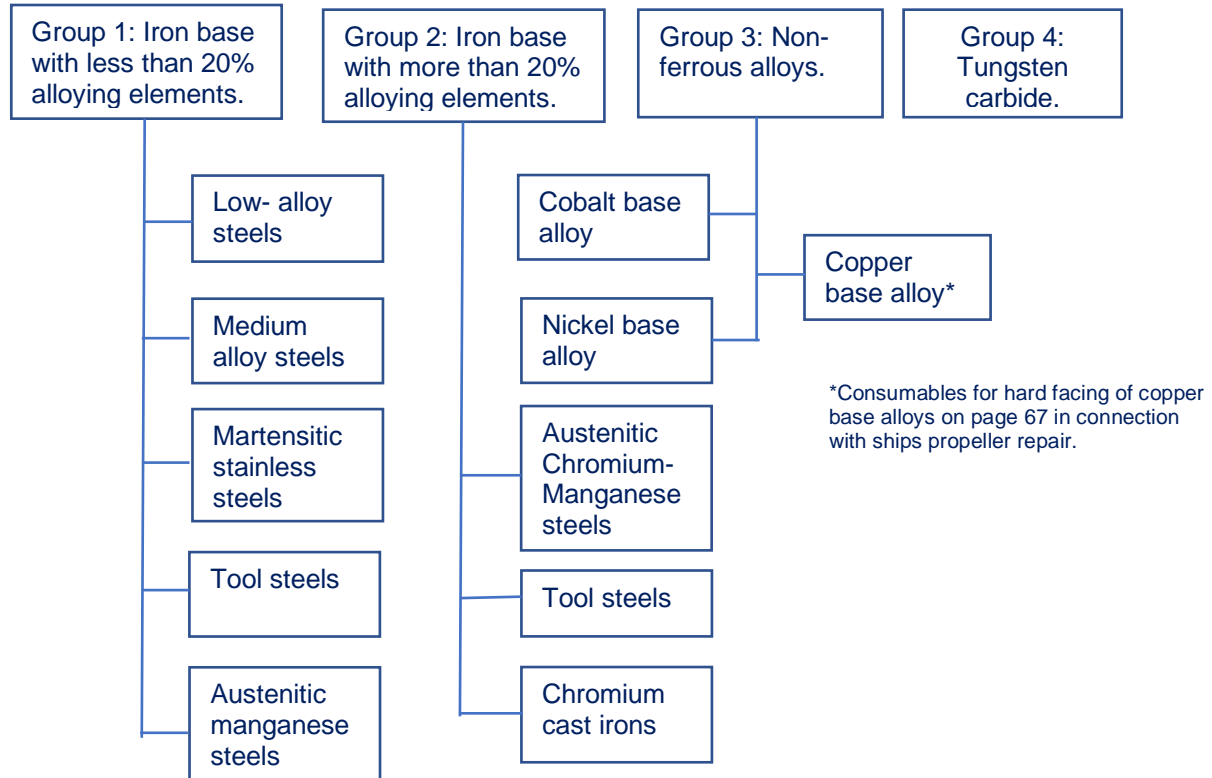 Group 1: Iron base
with less than 20%
alloying elements.
Group 2: Iron base
with more than 20%
alloying elements.
Group 3: Non-
ferrous alloys.
Group 4:
Tungsten
carbide.
Low- alloy
steels
Medium
alloy steels
Martensitic
stainless
steels
Tool steels
Austenitic
manganese
steels
Cobalt base
alloy
Nickel base
alloy
Copper
base alloy*
*Consumables for hard facing of copper
base alloys on page 67 in connection
with ships propeller repair.
Austenitic
Chromium-
Manganese
steels
Tool steels
Chromium
cast irons